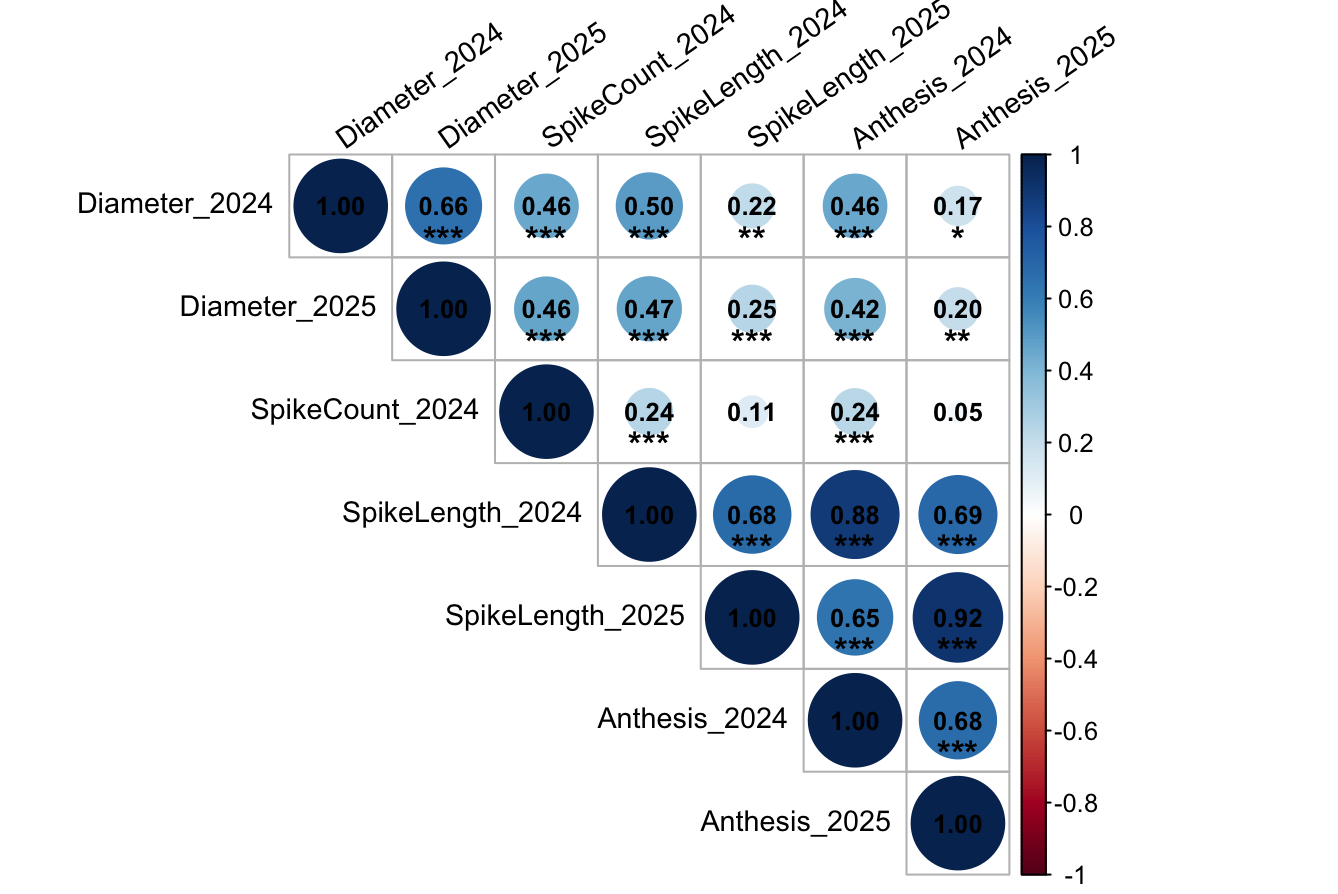 Diameter_2024
Diameter_2025
SpikeCount_2024
SpikeLength_2024
SpikeLength_2025
Anthesis_2024
Anthesis_2025
Diameter_2024 1.00 0.66 0.46 0.50 0.22 0.46 0.17
*** *** *** ** *** *
Diameter_2025 1.00 0.46 0.47 0.25 0.42 0.20
*** *** *** *** **
SpikeCount_2024 1.00 0.24 0.11 0.24 0.05
*** ***
SpikeLength_2024 1.00 0.68 0.88 0.69
*** *** ***
SpikeLength_2025 1.00 0.65 0.92
*** ***
Anthesis_2024 1.00 0.68
***
Anthesis_2025 1.00
1
0.8
0.6
0.4
0.2
0
-0.2
-0.4
-0.6
-0.8
-1